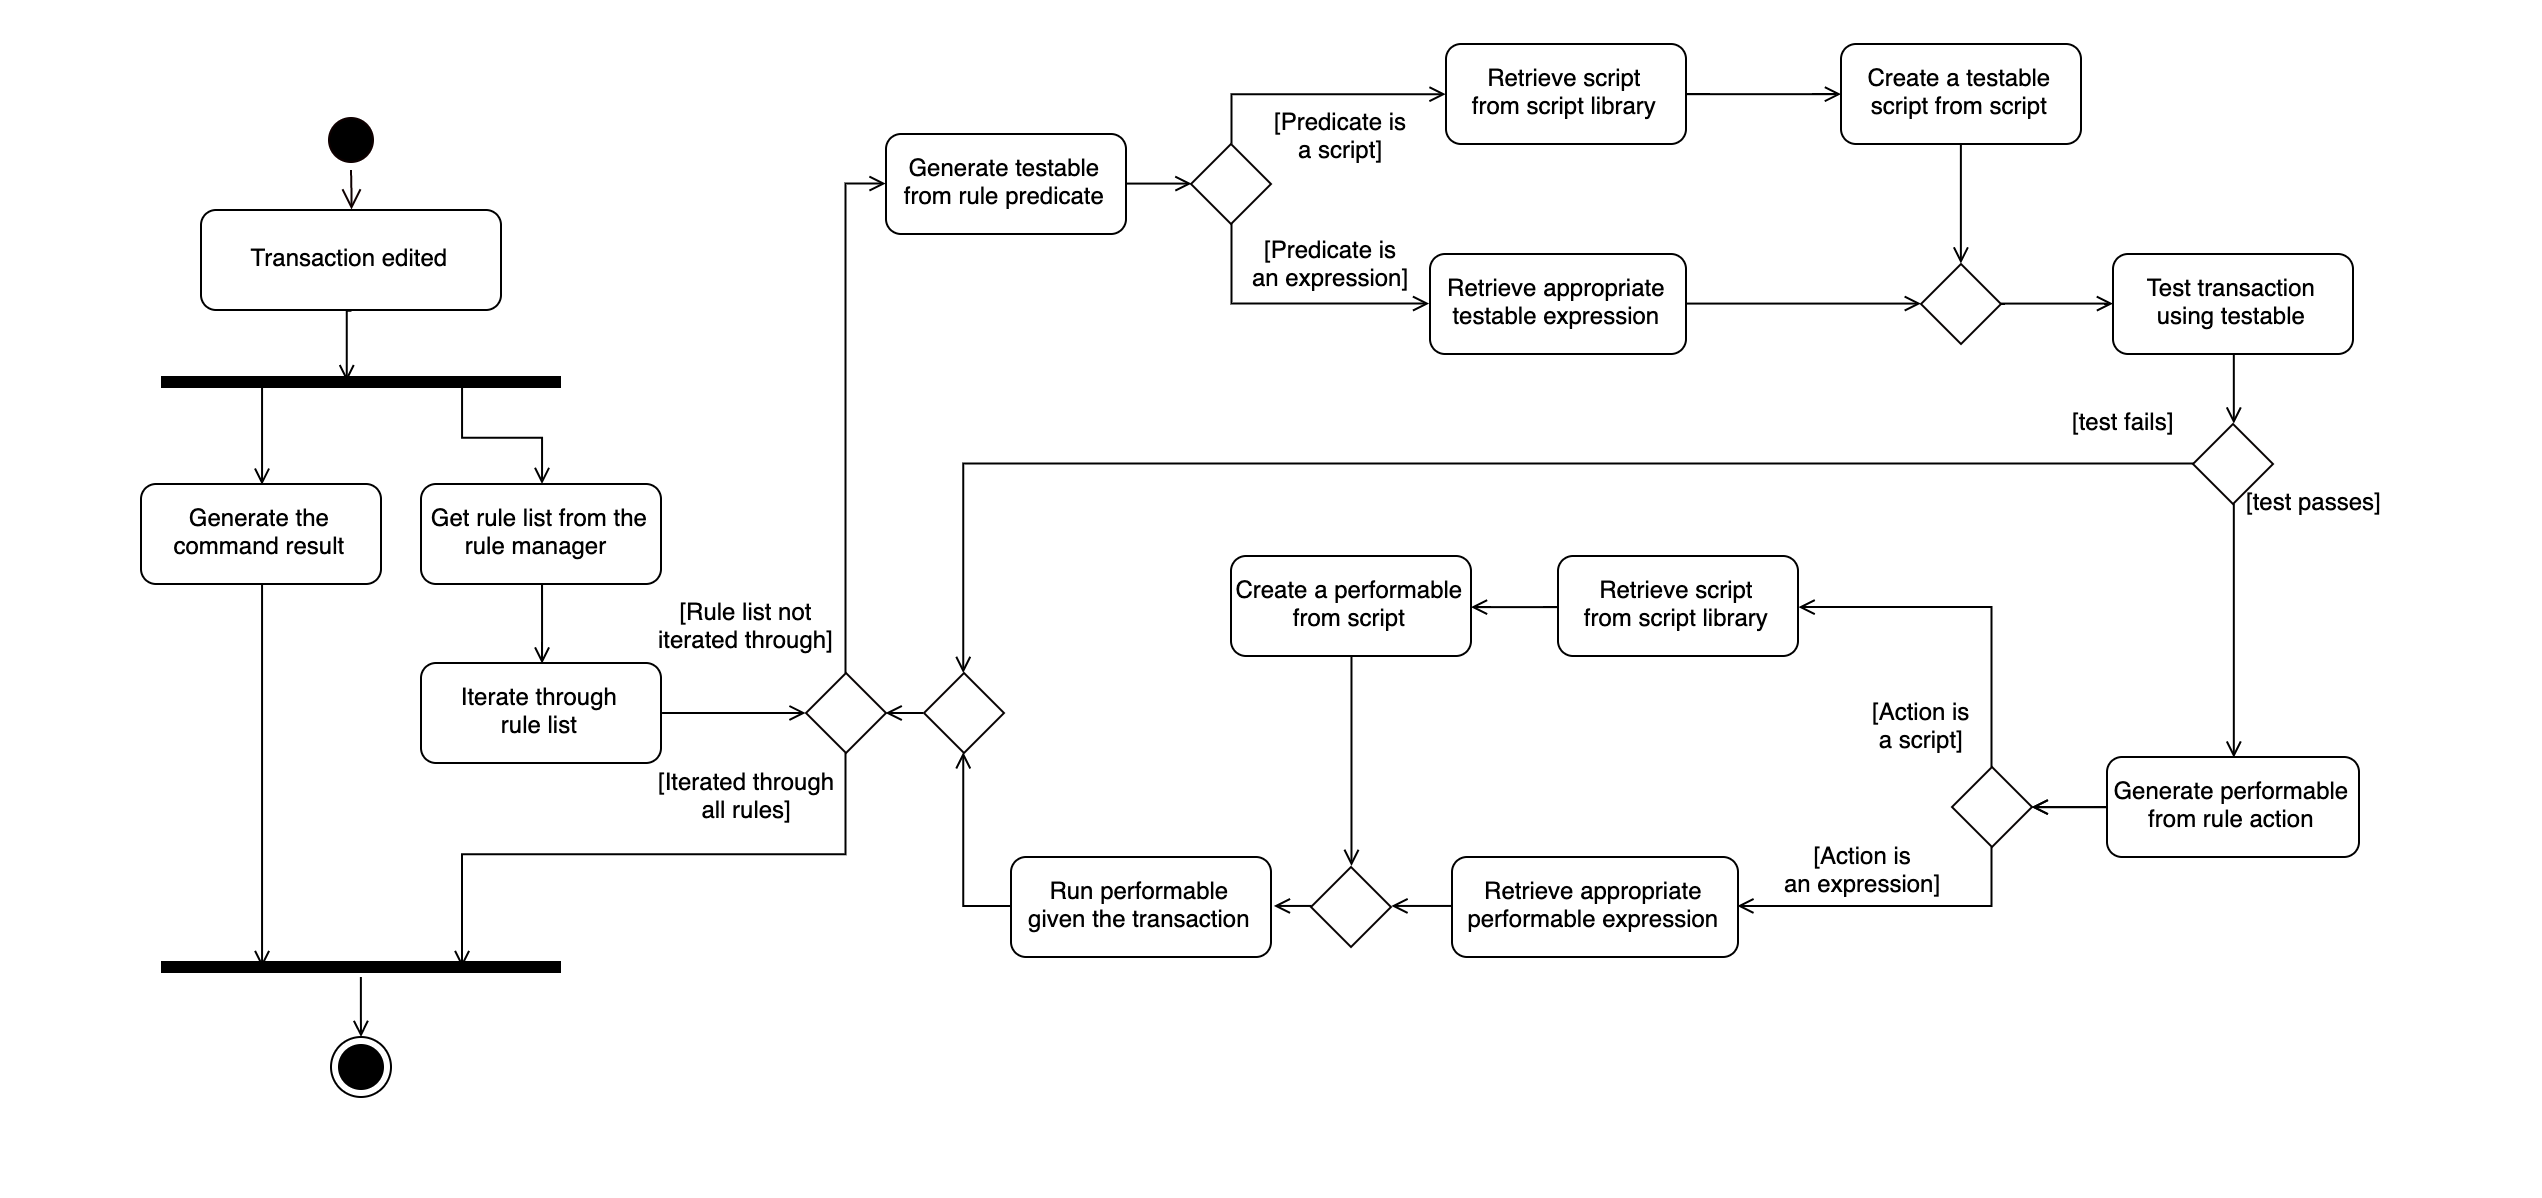 Transaction edited
Generate the
command result
Get rule list from the
rule manager
Iterate through
rule list
[Rule list not
iterated through]
[Iterated through
all rules]
Generate testable
from rule predicate
[Predicate is
a script]
[Predicate is
an expression]
Retrieve script
from script library
Create a testable
script from script
Retrieve appropriate
testable expression
Test transaction
using testable
[test fails]
[test passes]
Generate performable
from rule action
[Action is
a script]
[Action is
an expression]
Retrieve script
from script library
Create a performable
from script
Retrieve appropriate
performable expression
Run performable
given the transaction